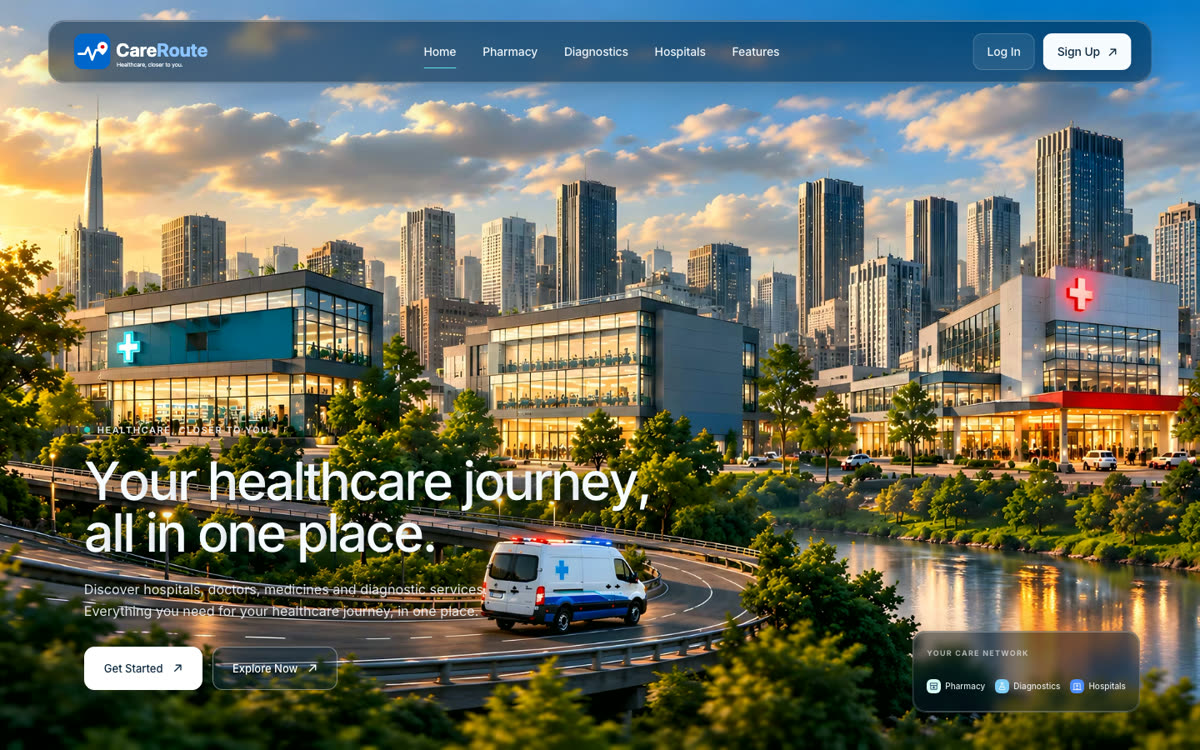 CareRoute
Healthcare, closer to you.
Home
Pharmacy
Diagnostics
Hospitals
Features
Log In
Sign Up
HEALTHCARE, CLOSER TO YOU
Your healthcare journey,
all in one place.
Discover hospitals, doctors, medicines and diagnostic services.
Everything you need for your healthcare journey, in one place.
Get Started
Explore Now
YOUR CARE NETWORK
Pharmacy
Diagnostics
Hospitals